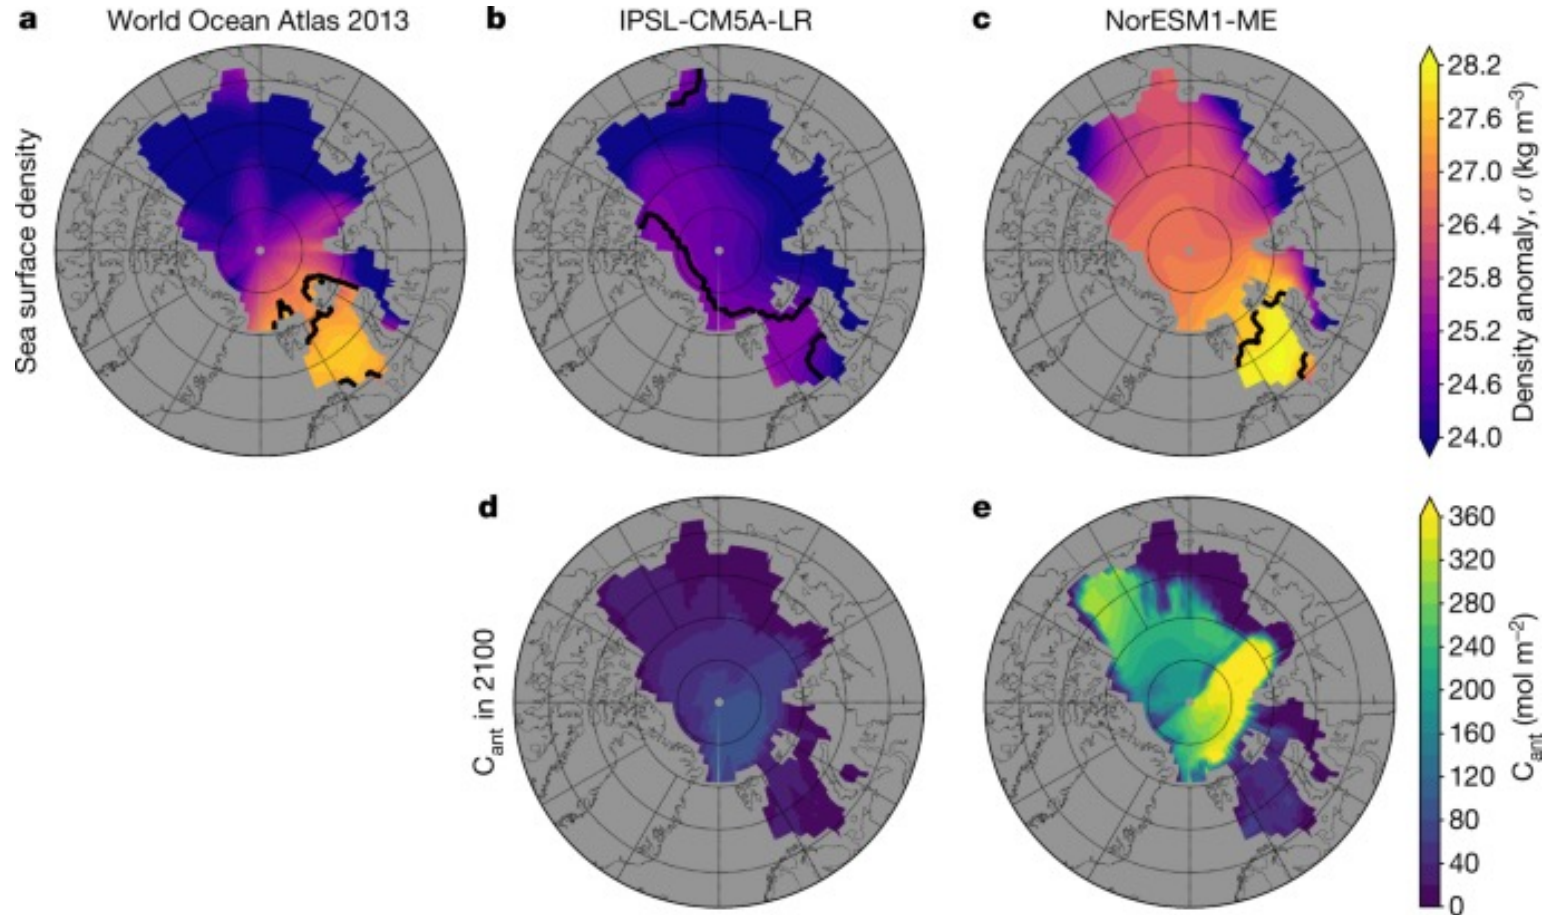 a World Ocean Atlas 2013
b IPSL-CM5A-LR
c NorESM1-ME
Sea surface density
28.2
27.6
27.0
26.4
25.8
25.2
24.6
24.0
Density anomaly, σ (kg m⁻³)
d
e
C_ant in 2100
360
320
280
240
200
160
120
80
40
0
C_ant (mol m⁻²)